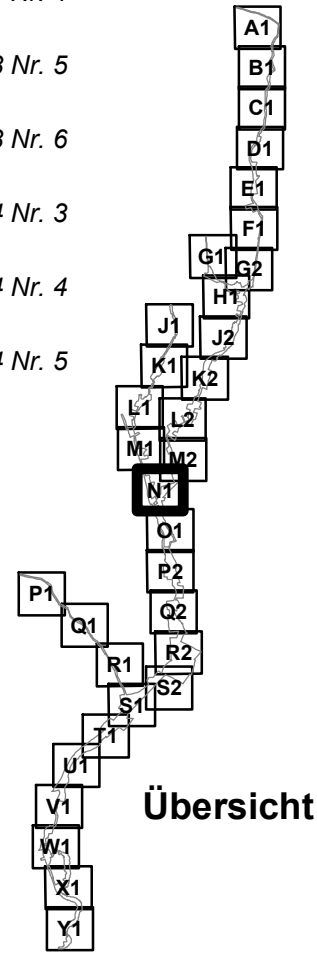 A1
Nr. 5
B1
C1
Nr. 6
D1
E1
Nr. 3
F1
G1
G2
Nr. 4
H1
J1
J2
Nr. 5
K1
K2
L1
L2
M1
M2
N1
O1
P2
P1
Q2
Q1
R2
R1
S2
S1
T1
U1
V1
Übersicht
W1
X1
Y1